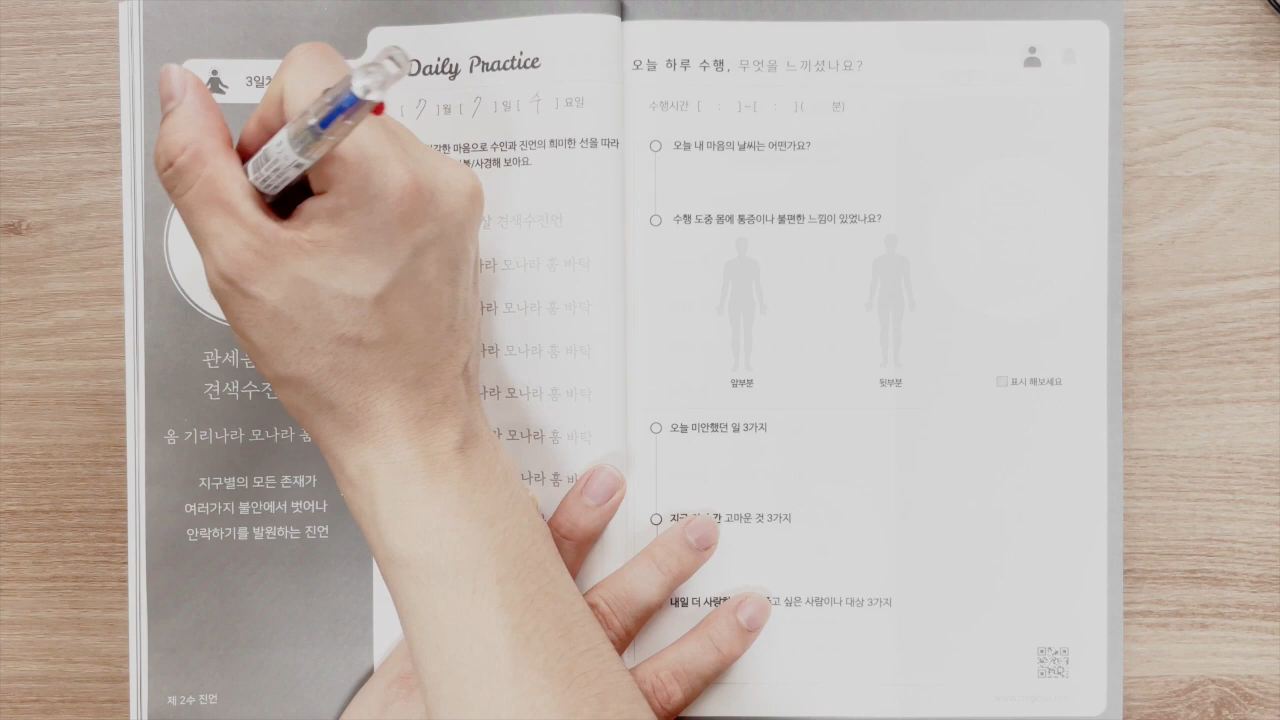 3일차
관세음
견색수진
옴 기리나라 모나라 훔
지구별의 모든 존재가
여러가지 불안에서 벗어나
안락하기를 발원하는 진언
제 2수 진언
Daily Practice
[ 7 ]월 [ 7 ]일 [ 수 ] 요일
한 마음으로 수인과 진언의 희미한 선을 따라
/사경해 보아요.
살 견색수진언
나라 모나라 훔 바탁
나라 모나라 훔 바탁
나라 모나라 훔 바탁
나라 모나라 훔 바탁
모나라 훔 바탁
나라 훔 바
오늘 하루 수행, 무엇을 느끼셨나요?
수행시간 [ : ]~[ : ]( 분)
오늘 내 마음의 날씨는 어떤가요?
수행 도중 몸에 통증이나 불편한 느낌이 있었나요?
앞부분
뒷부분
표시 해보세요
오늘 미안했던 일 3가지
지금 고마운 것 3가지
내일 더 사랑 주고 싶은 사람이나 대상 3가지